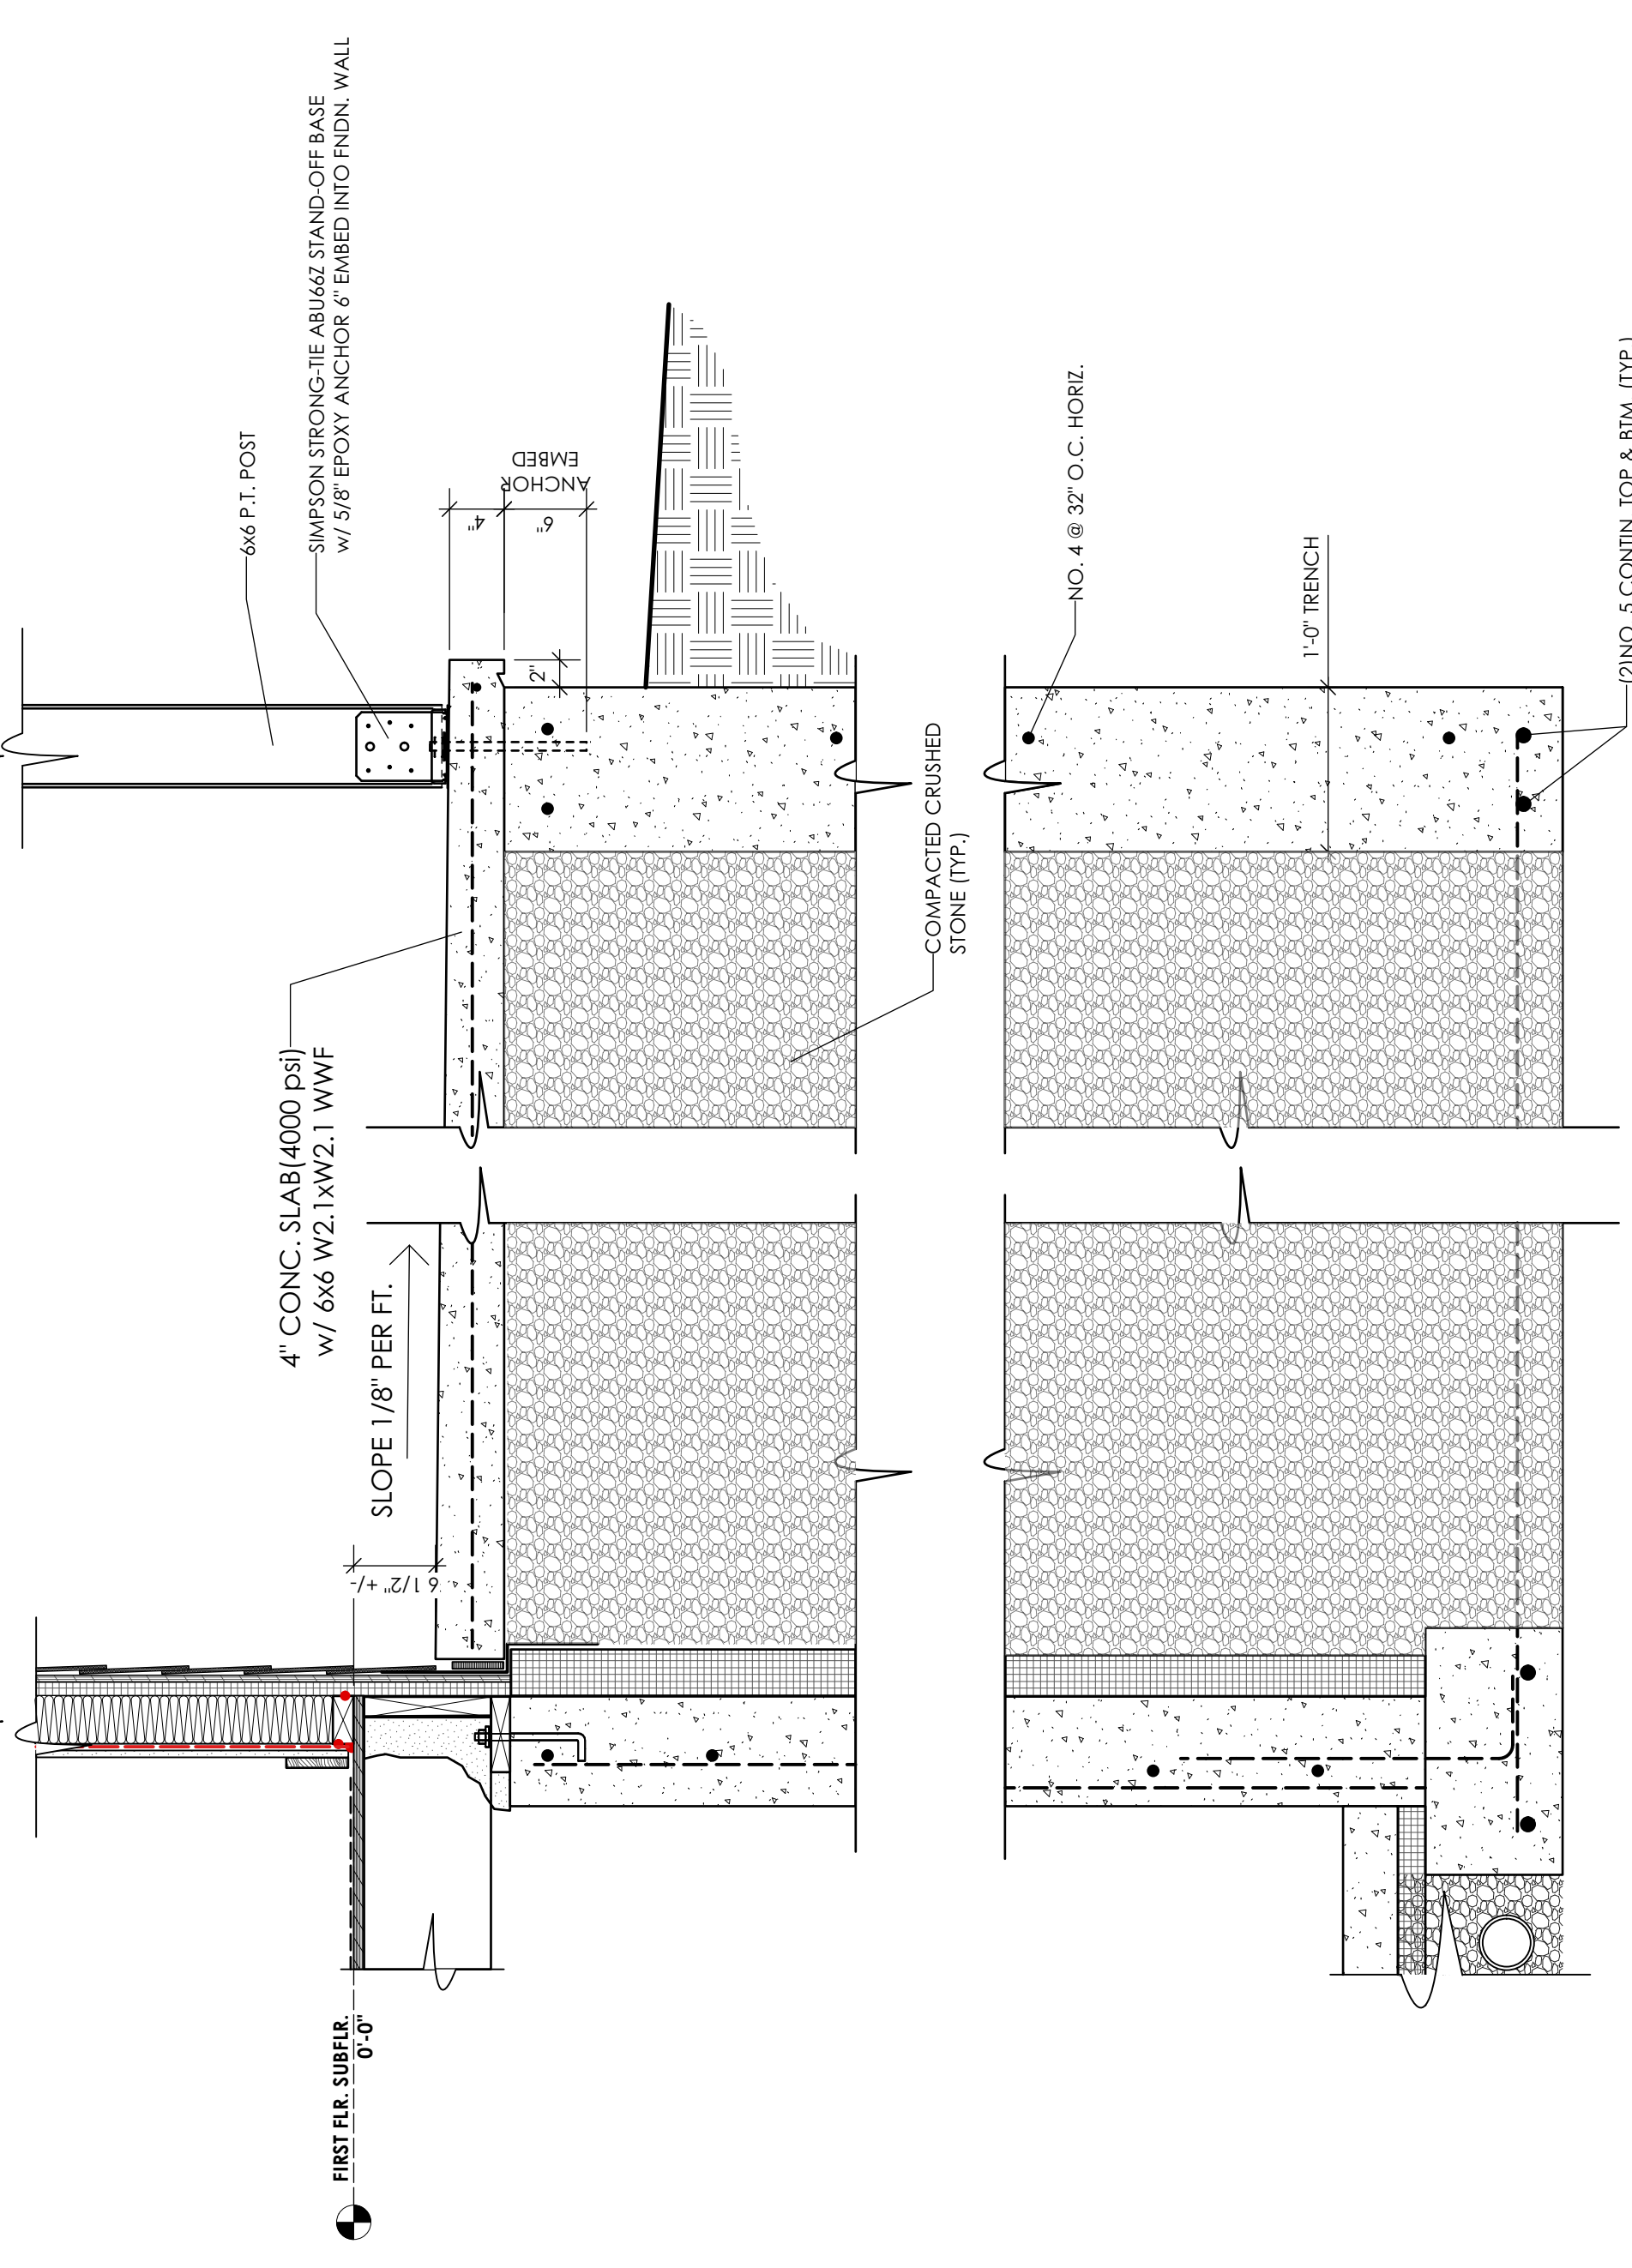 6x6 P.T. POST
SIMPSON STRONG-TIE ABU66Z STAND-OFF BASE
w/ 5/8" EPOXY ANCHOR 6" EMBED INTO FNDN. WALL
4"
6"
ANCHOR
EMBED
2"
4" CONC. SLAB(4000 psi)
w/ 6x6 W2.1xW2.1 WWF
SLOPE 1/8" PER FT.
6 1/2" +/-
COMPACTED CRUSHED
STONE (TYP.)
NO. 4 @ 32" O.C. HORIZ.
1'-0" TRENCH
(2)NO. 5 CONTIN. TOP & BTM. (TYP.)
FIRST FLR. SUBFLR.
0'-0"